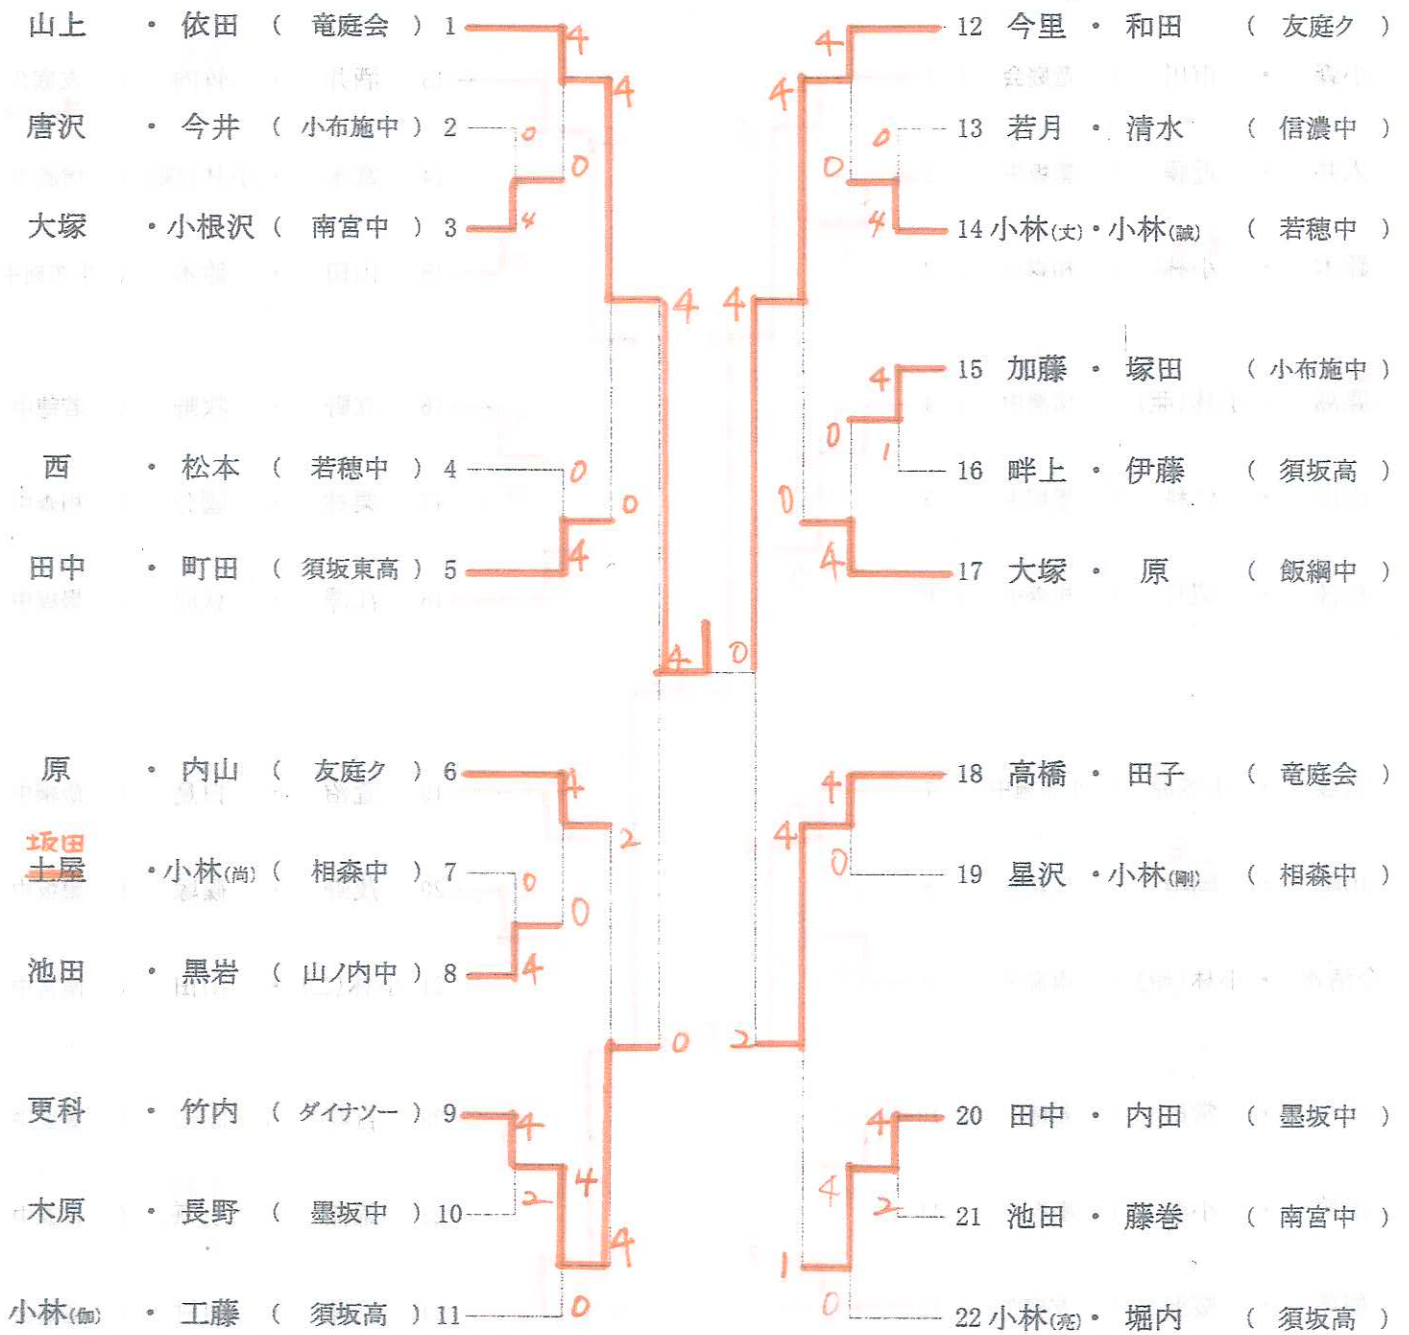 山上 ・ 依田 ( 竜庭会 ) 1
4
4
唐沢 ・ 今井 ( 小布施中 ) 2
0
0
大塚 ・小根沢 ( 南宮中 ) 3
4
4
西 ・ 松本 ( 若穂中 ) 4
0
0
田中 ・ 町田 ( 須坂東高 ) 5
4
4
原 ・ 内山 ( 友庭ク ) 6
4
2
坂田
土屋 ・小林(尚) ( 相森中 ) 7
0
0
池田 ・ 黒岩 ( 山ノ内中 ) 8
4
0
更科 ・ 竹内 ( ダイナソー ) 9
4
4
木原 ・ 長野 ( 墨坂中 ) 10
2
4
小林(伽) ・ 工藤 ( 須坂高 ) 11
0
12 今里 ・ 和田 ( 友庭ク )
4
4
13 若月 ・ 清水 ( 信濃中 )
0
0
14 小林(丈)・小林(誠) ( 若穂中 )
4
4
15 加藤 ・ 塚田 ( 小布施中 )
4
0
16 畔上 ・ 伊藤 ( 須坂高 )
1
0
17 大塚 ・ 原 ( 飯綱中 )
4
0
18 高橋 ・ 田子 ( 竜庭会 )
4
4
19 星沢 ・小林(剛) ( 相森中 )
0
2
20 田中 ・ 内田 ( 墨坂中 )
4
4
21 池田 ・ 藤巻 ( 南宮中 )
2
1
22 小林(亮)・ 堀内 ( 須坂高 )
0